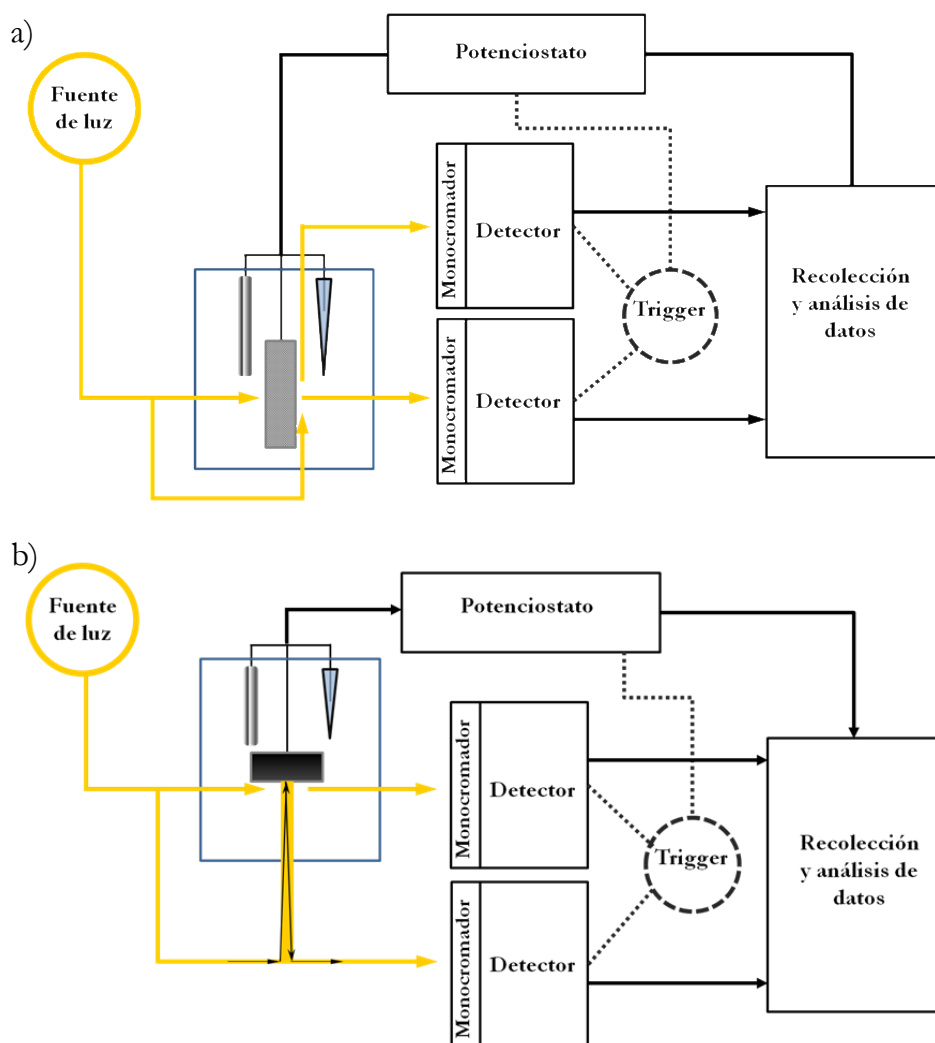 a)
Potenciostato
Fuente
de luz
Monocromador
Detector
Recolección
y análisis de
datos
Trigger
Monocromador
Detector
b)
Potenciostato
Fuente
de luz
Monocromador
Detector
Recolección
y análisis de
datos
Trigger
Monocromador
Detector